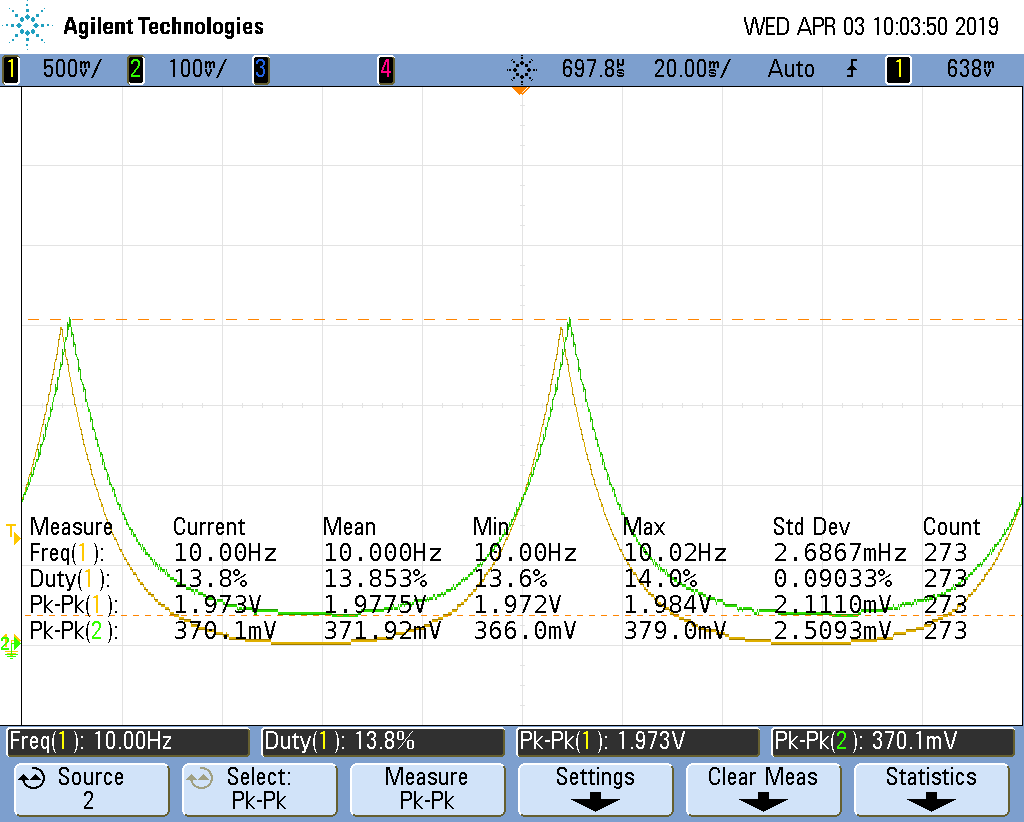 Agilent Technologies WED APR 03 10:03:50 2019
1 500mV/ 2 100mV/ 3 4 697.8µs 20.00ms/ Auto 1 638mV
T
Measure Current Mean Min Max Std Dev Count
Freq(1): 10.00Hz 10.000Hz 10.00Hz 10.02Hz 2.6867mHz 273
Duty(1): 13.8% 13.853% 13.6% 14.0% 0.09033% 273
Pk-Pk(1): 1.973V 1.9775V 1.972V 1.984V 2.1110mV 273
Pk-Pk(2): 370.1mV 371.92mV 366.0mV 379.0mV 2.5093mV 273
2
Freq(1): 10.00Hz Duty(1): 13.8% Pk-Pk(1): 1.973V Pk-Pk(2): 370.1mV
Source Select: Measure Settings Clear Meas Statistics
2 Pk-Pk Pk-Pk